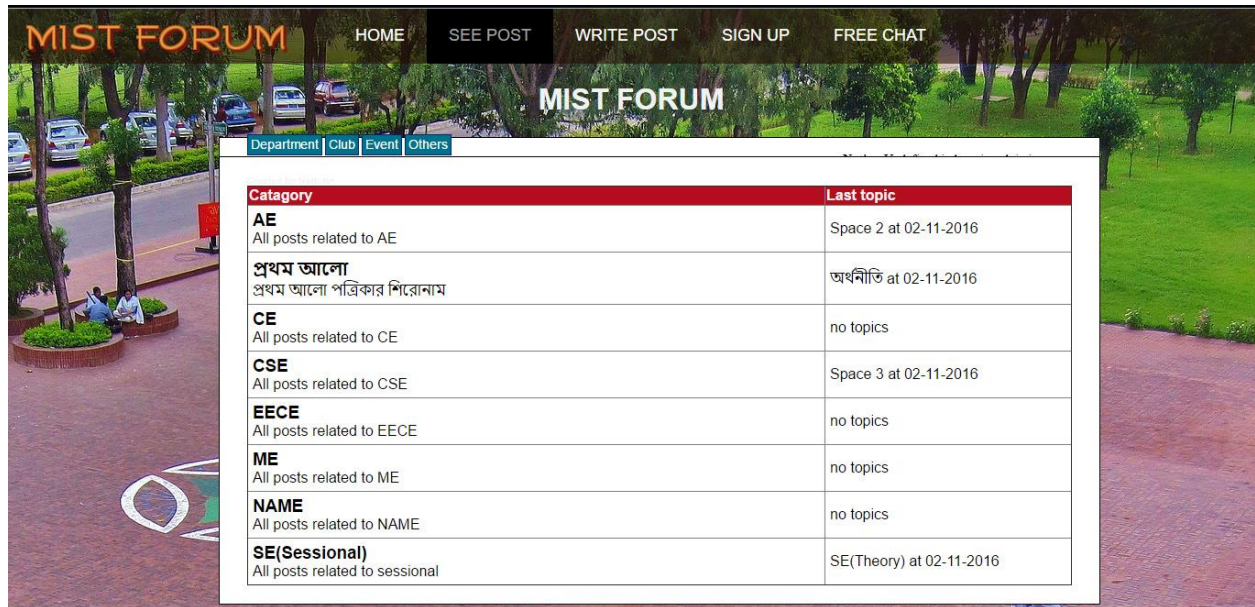 MIST FORUM HOME SEE POST WRITE POST SIGN UP FREE CHAT
MIST FORUM
Department Club Event Others
Catagory Last topic
AE
All posts related to AE
Space 2 at 02-11-2016
প্রথম আলো
প্রথম আলো পত্রিকার শিরোনাম
অর্থনীতি at 02-11-2016
CE
All posts related to CE
no topics
CSE
All posts related to CSE
Space 3 at 02-11-2016
EECE
All posts related to EECE
no topics
ME
All posts related to ME
no topics
NAME
All posts related to NAME
no topics
SE(Sessional)
All posts related to sessional
SE(Theory) at 02-11-2016